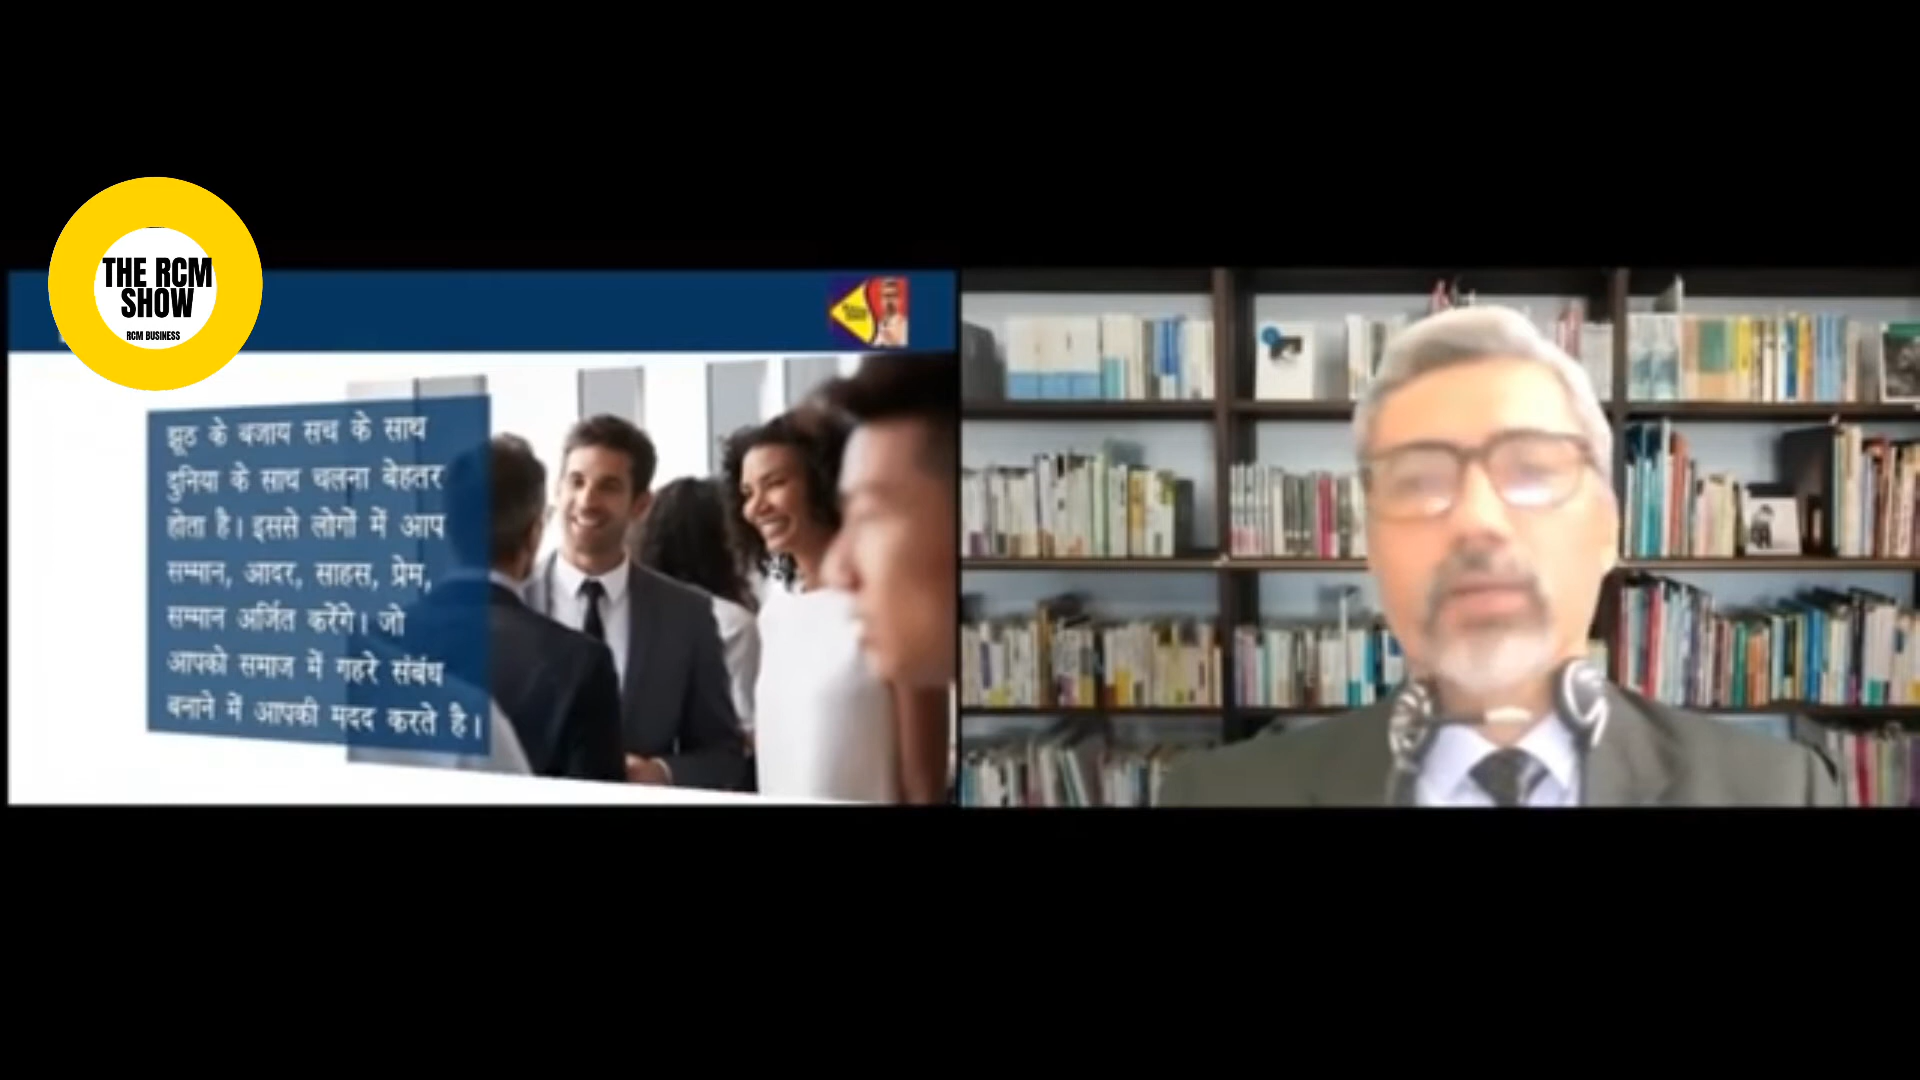 THE RCM
SHOW
RCM BUSINESS
झूठ के बजाय सच के साथ
दुनिया के साथ चलना बेहतर
होता है। इससे लोगों में आप
सम्मान, आदर, साहस, प्रेम,
सम्मान अर्जित करेंगे। जो
आपको समाज में गहरे संबंध
बनाने में आपकी मदद करते है।